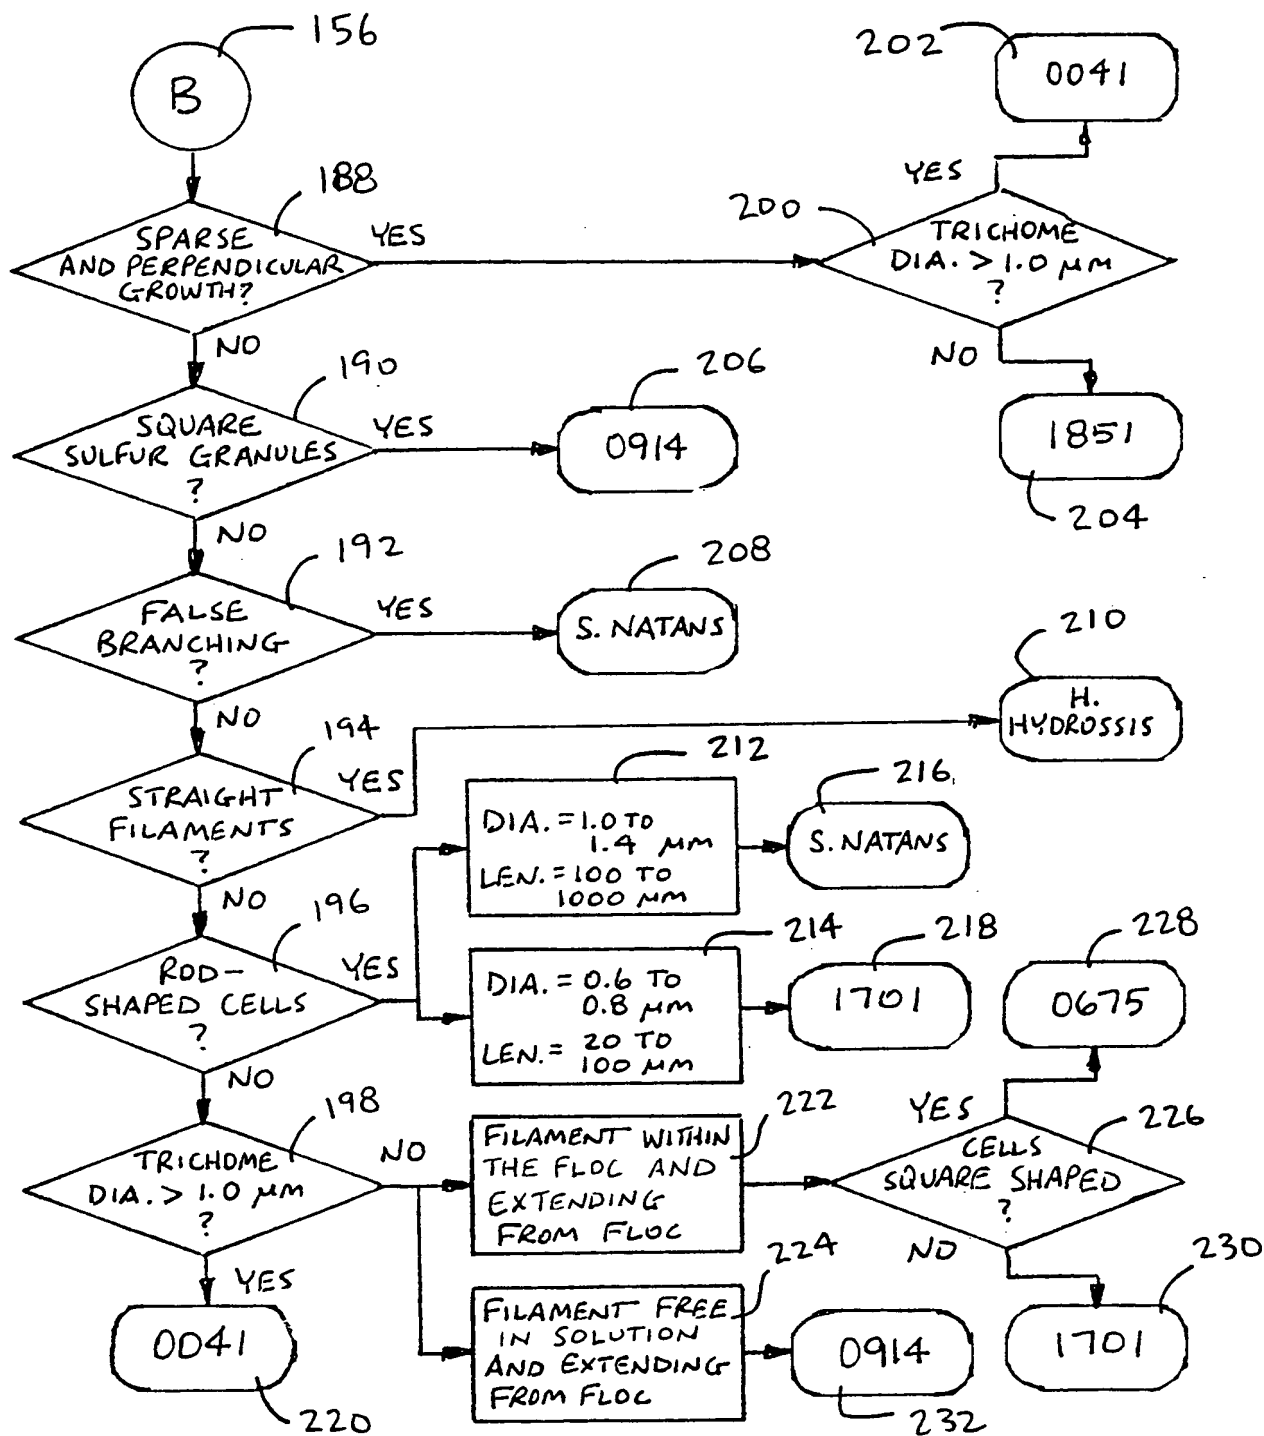 156
B
202
0041
188
SPARSE
AND PERPENDICULAR
GROWTH?
YES
200
TRICHOME
DIA. > 1.0 μm
?
YES
NO
1851
204
NO
190
SQUARE
SULFUR GRANULES
?
YES
206
0914
NO
192
FALSE
BRANCHING
?
YES
208
S. NATANS
NO
194
STRAIGHT
FILAMENTS
?
YES
210
H.
HYDROSSIS
212
DIA. = 1.0 TO
1.4 μm
LEN. = 100 TO
1000 μm
216
S. NATANS
NO
196
ROD-
SHAPED CELLS
?
YES
214
DIA. = 0.6 TO
0.8 μm
LEN. = 20 TO
100 μm
218
1701
228
0675
NO
198
TRICHOME
DIA. > 1.0 μm
?
NO
222
FILAMENT WITHIN
THE FLOC AND
EXTENDING
FROM FLOC
YES
226
CELLS
SQUARE SHAPED
?
NO
230
1701
YES
0041
220
224
FILAMENT FREE
IN SOLUTION
AND EXTENDING
FROM FLOC
0914
232